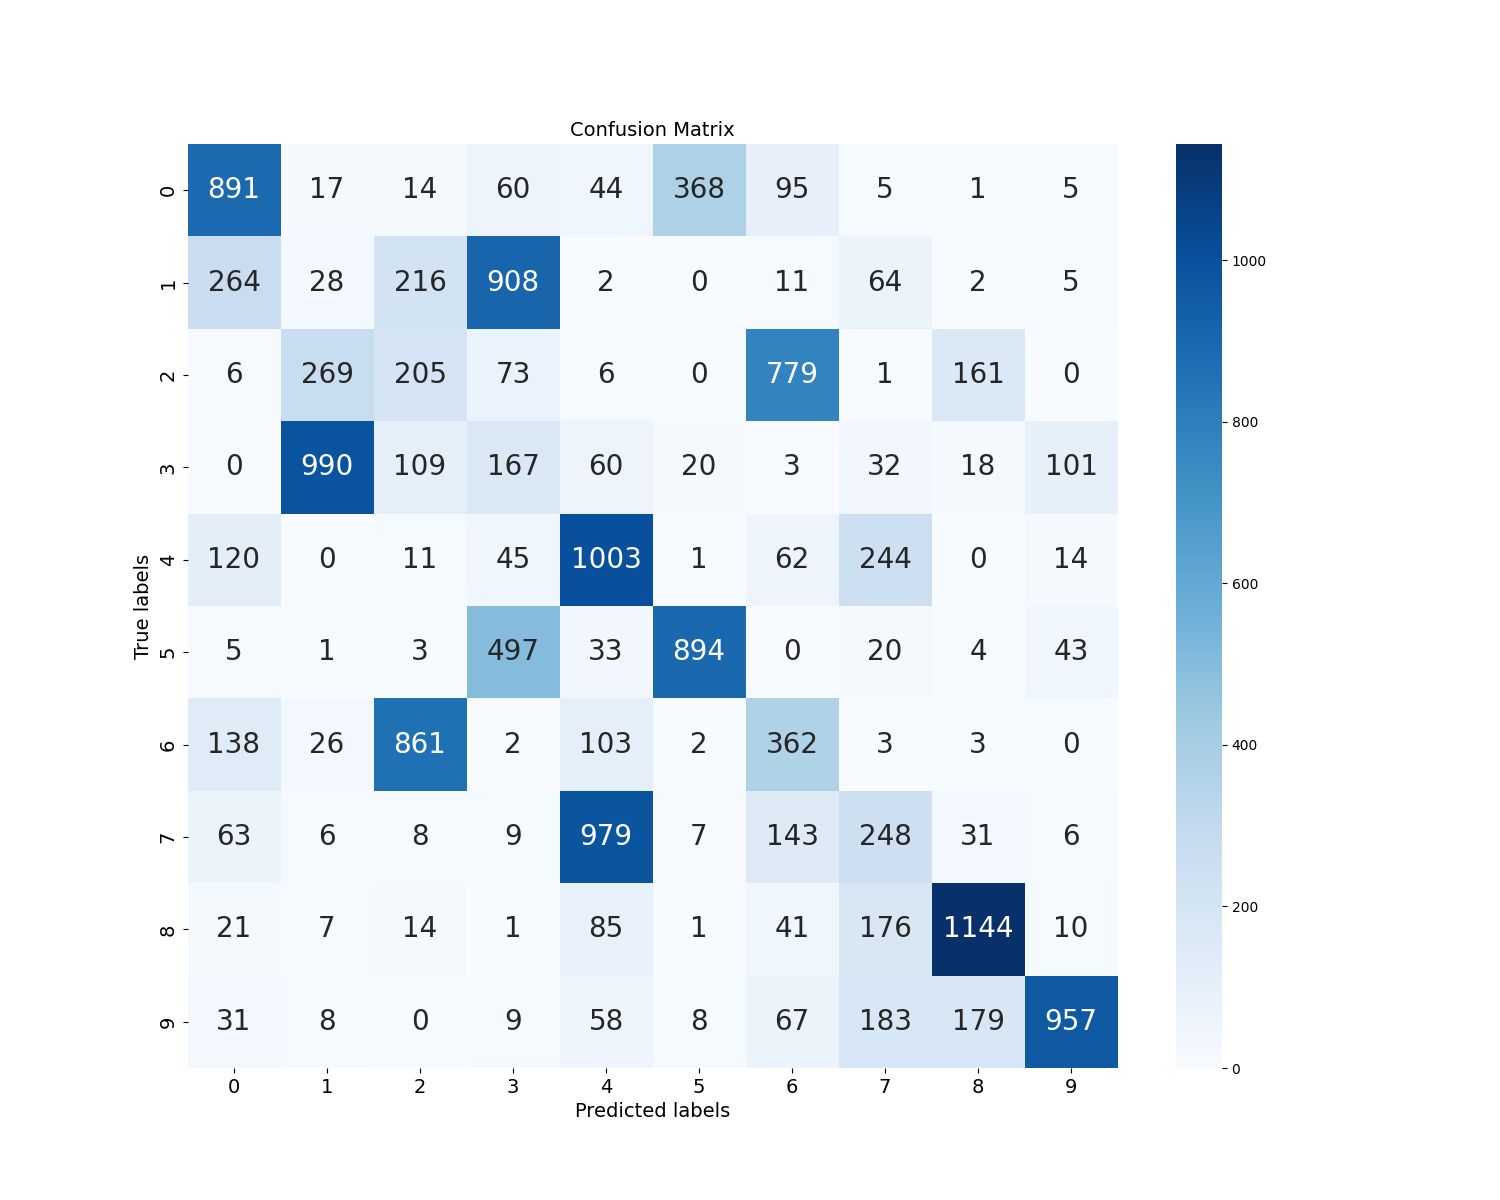 Confusion Matrix
0 891 17 14 60 44 368 95 5 1 5
1 264 28 216 908 2 0 11 64 2 5
2 6 269 205 73 6 0 779 1 161 0
3 0 990 109 167 60 20 3 32 18 101
4 120 0 11 45 1003 1 62 244 0 14
5 5 1 3 497 33 894 0 20 4 43
6 138 26 861 2 103 2 362 3 3 0
7 63 6 8 9 979 7 143 248 31 6
8 21 7 14 1 85 1 41 176 1144 10
9 31 8 0 9 58 8 67 183 179 957
0 1 2 3 4 5 6 7 8 9
Predicted labels
True labels
1000
800
600
400
200
0